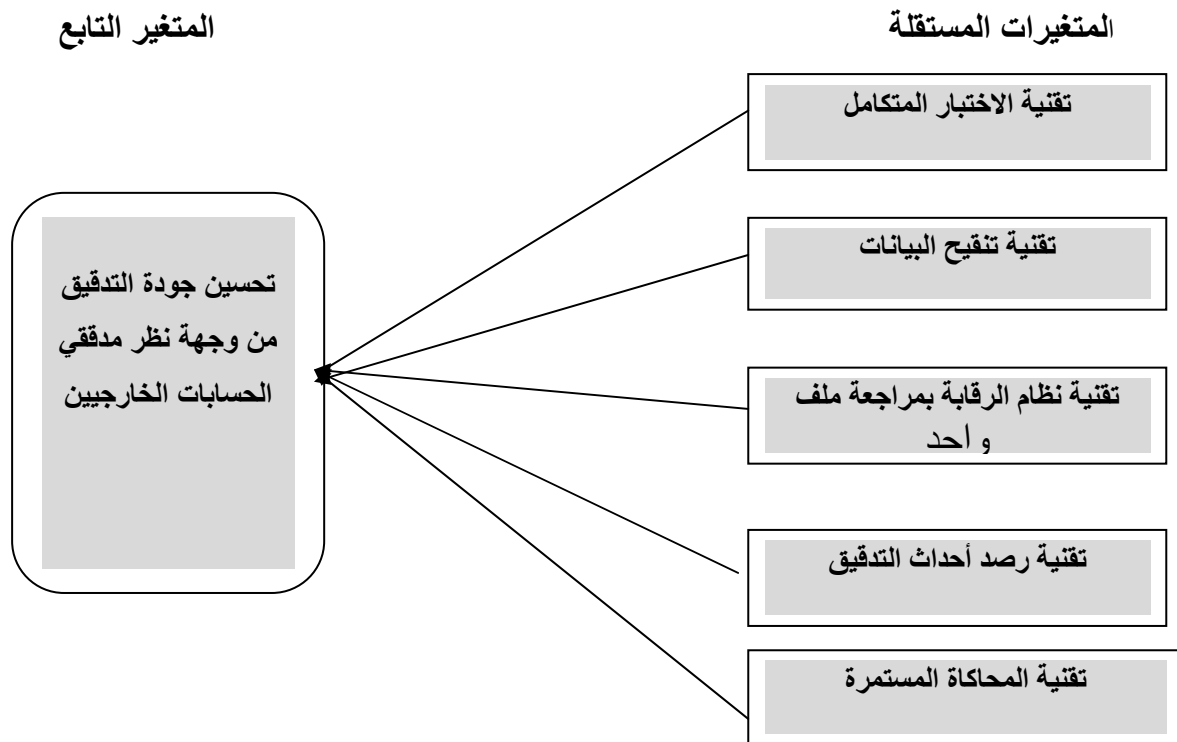 المتغيرات المستقلة
المتغير التابع
تقنية الاختبار المتكامل
تقنية تنقيح البيانات
تقنية نظام الرقابة بمراجعة ملف
واحد
تقنية رصد أحداث التدقيق
تقنية المحاكاة المستمرة
تحسين جودة التدقيق
من وجهة نظر مدققي
الحسابات الخارجيين